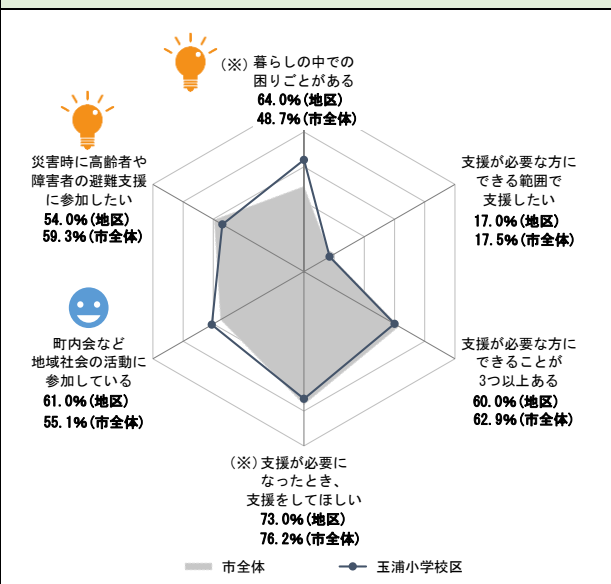 (※) 暮らしの中での
困りごとがある
64.0%(地区)
48.7%(市全体)
支援が必要な方に
できる範囲で
支援したい
17.0%(地区)
17.5%(市全体)
支援が必要な方に
できることが
3つ以上ある
60.0%(地区)
62.9%(市全体)
(※)支援が必要に
なったとき、
支援をしてほしい
73.0%(地区)
76.2%(市全体)
町内会など
地域社会の活動に
参加している
61.0%(地区)
55.1%(市全体)
災害時に高齢者や
障害者の避難支援
に参加したい
54.0%(地区)
59.3%(市全体)
市全体 玉浦小学校区